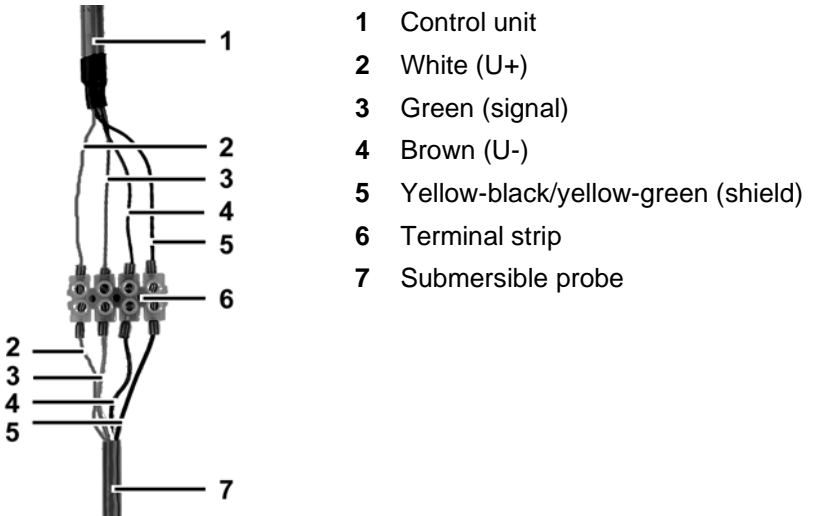 1
2
3
4
5
6
2
3
4
5
7
1 Control unit
2 White (U+)
3 Green (signal)
4 Brown (U-)
5 Yellow-black/yellow-green (shield)
6 Terminal strip
7 Submersible probe